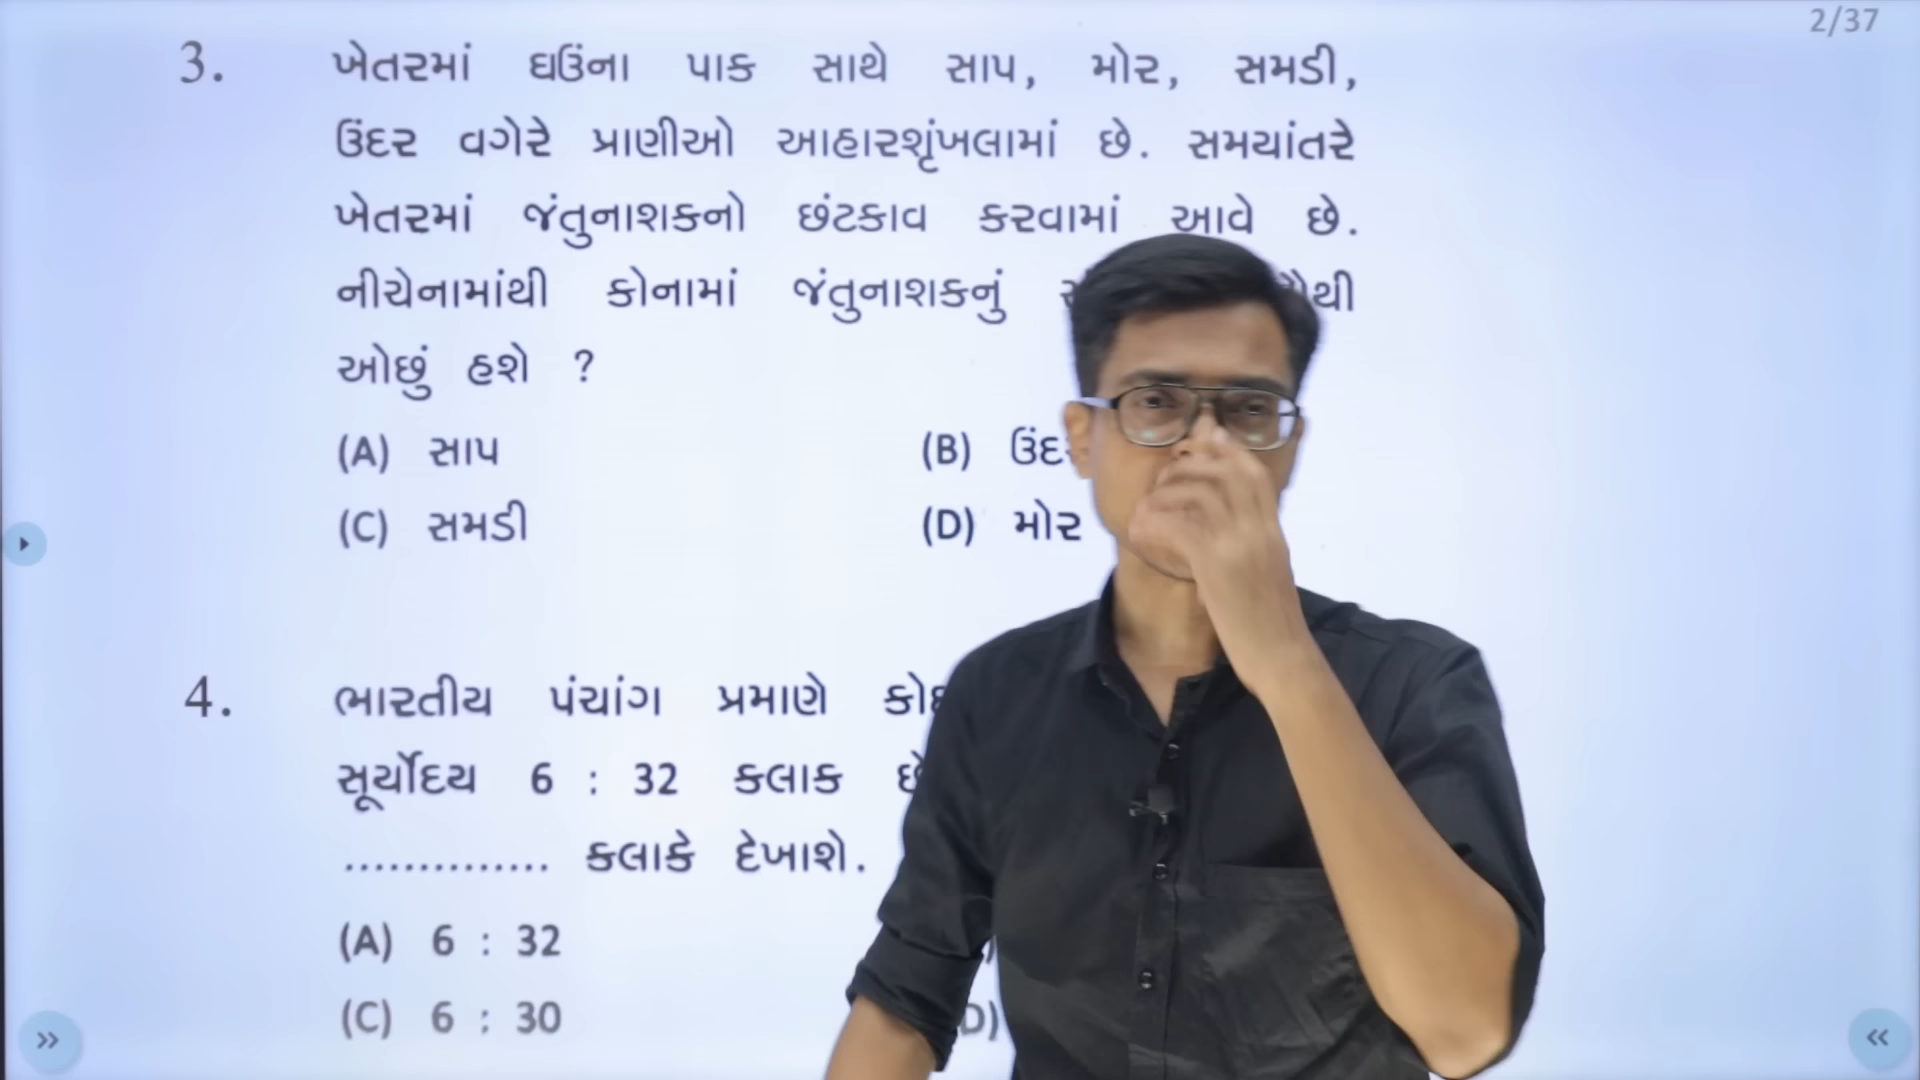 2/37
3. ખેતરમાં ઘઉંના પાક સાથે સાપ, મોર, સમડી,
ઉંદર વગેરે પ્રાણીઓ આહારશૃંખલામાં છે. સમયાંતરે
ખેતરમાં જંતુનાશકનો છંટકાવ કરવામાં આવે છે.
નીચેનામાંથી કોનામાં જંતુનાશકનું
ઓછું હશે ?
(A) સાપ (B)
(C) સમડી (D) મોર
4. ભારતીય પંચાંગ પ્રમાણે
સૂર્યોદય 6 : 32 કલાક
.............. કલાકે દેખાશે.
(A) 6 : 32
(C) 6 : 30 D)